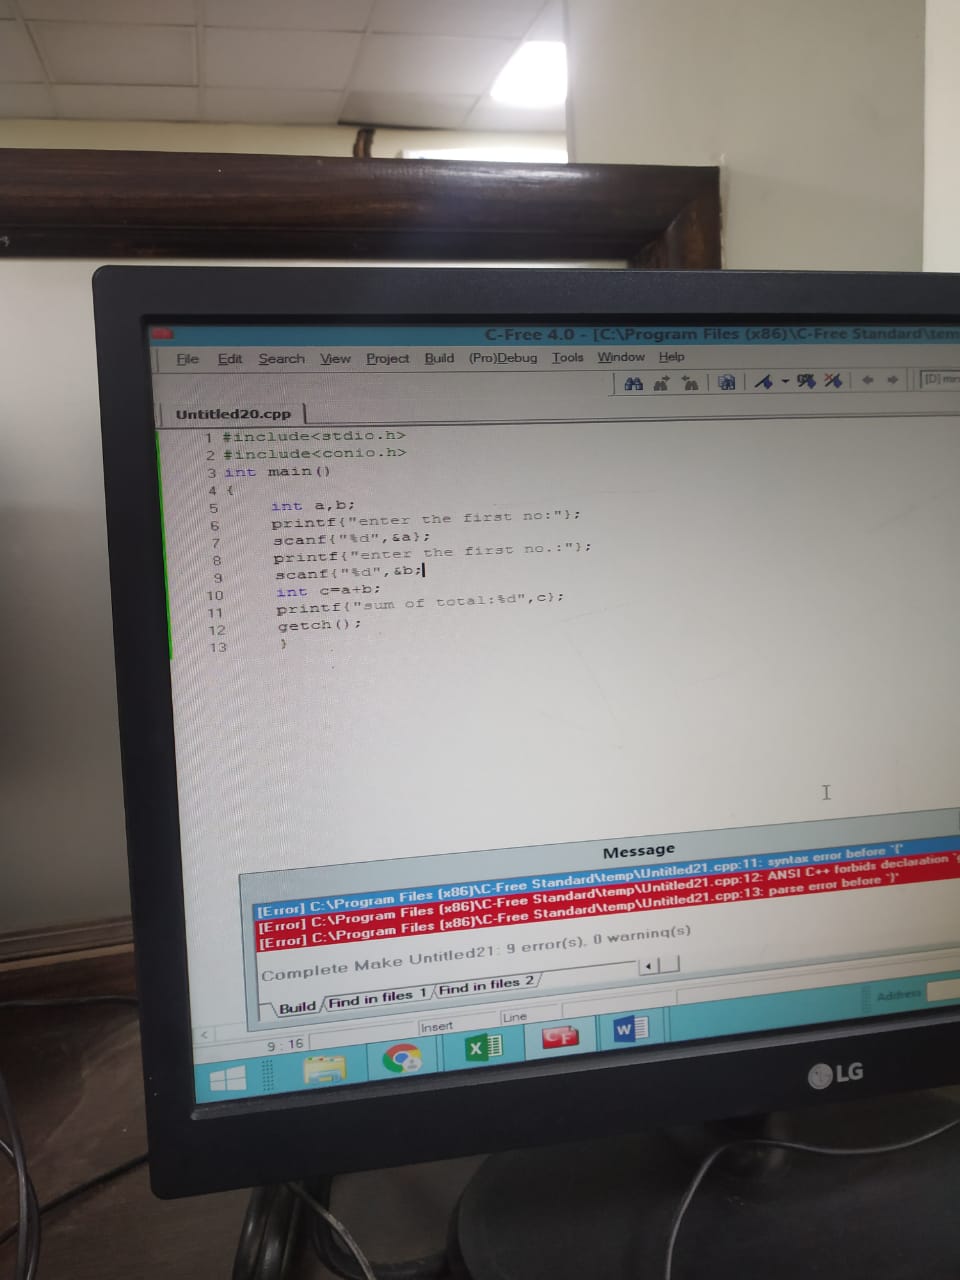 C-Free 4.0 - [C:\Program Files (x86)\C-Free Standard\tem
File Edit Search View Project Build (Pro)Debug Tools Window Help
[D] min
Untitled20.cpp
1 #include<stdio.h>
2 #include<conio.h>
3 int main()
4 {
5 int a,b;
6 printf{"enter the first no:"};
7 scanf{"%d",&a};
8 printf{"enter the first no.:"};
9 scanf{"%d",&b;
10 int c=a+b;
11 printf{"sum of total:%d",c};
12 getch();
13 }
Message
[Error] C:\Program Files (x86)\C-Free Standard\temp\Untitled21.cpp:11: syntax error before `{'
[Error] C:\Program Files (x86)\C-Free Standard\temp\Untitled21.cpp:12: ANSI C++ forbids declaration `
[Error] C:\Program Files (x86)\C-Free Standard\temp\Untitled21.cpp:13: parse error before `}'
Complete Make Untitled21: 9 error(s), 0 warning(s)
Build Find in files 1 Find in files 2
9 : 16 Insert Line
Address
LG